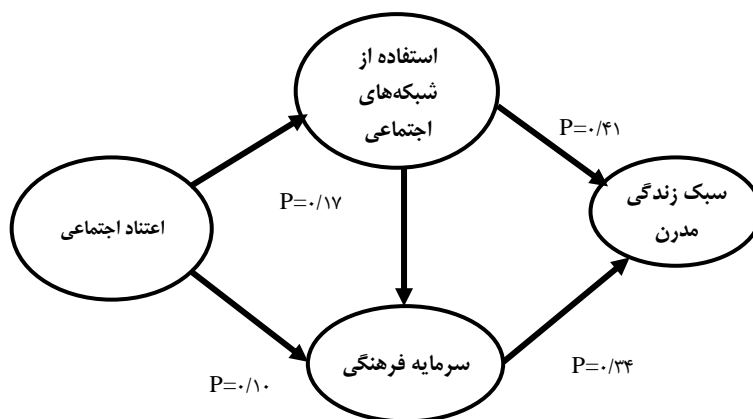 استفاده از
شبکه‌های
اجتماعی
P=۰/۴۱
سبک زندگی
مدرن
P=۰/۱۷
اعتناد اجتماعی
سرمایه فرهنگی
P=۰/۳۴
P=۰/۱۰